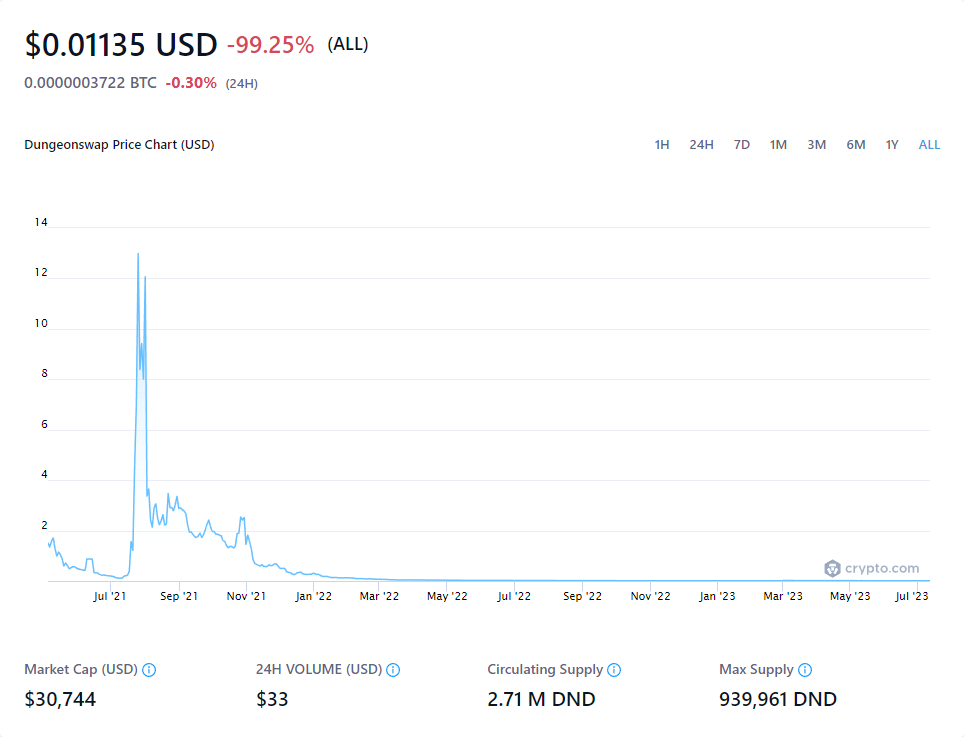 $0.01135 USD -99.25% (ALL)
0.0000003722 BTC -0.30% (24H)
Dungeonswap Price Chart (USD) 1H 24H 7D 1M 3M 6M 1Y ALL
14
12
10
8
6
4
2
crypto.com
Jul '21 Sep '21 Nov '21 Jan '22 Mar '22 May '22 Jul '22 Sep '22 Nov '22 Jan '23 Mar '23 May '23 Jul '23
Market Cap (USD) 24H VOLUME (USD) Circulating Supply Max Supply
$30,744 $33 2.71 M DND 939,961 DND